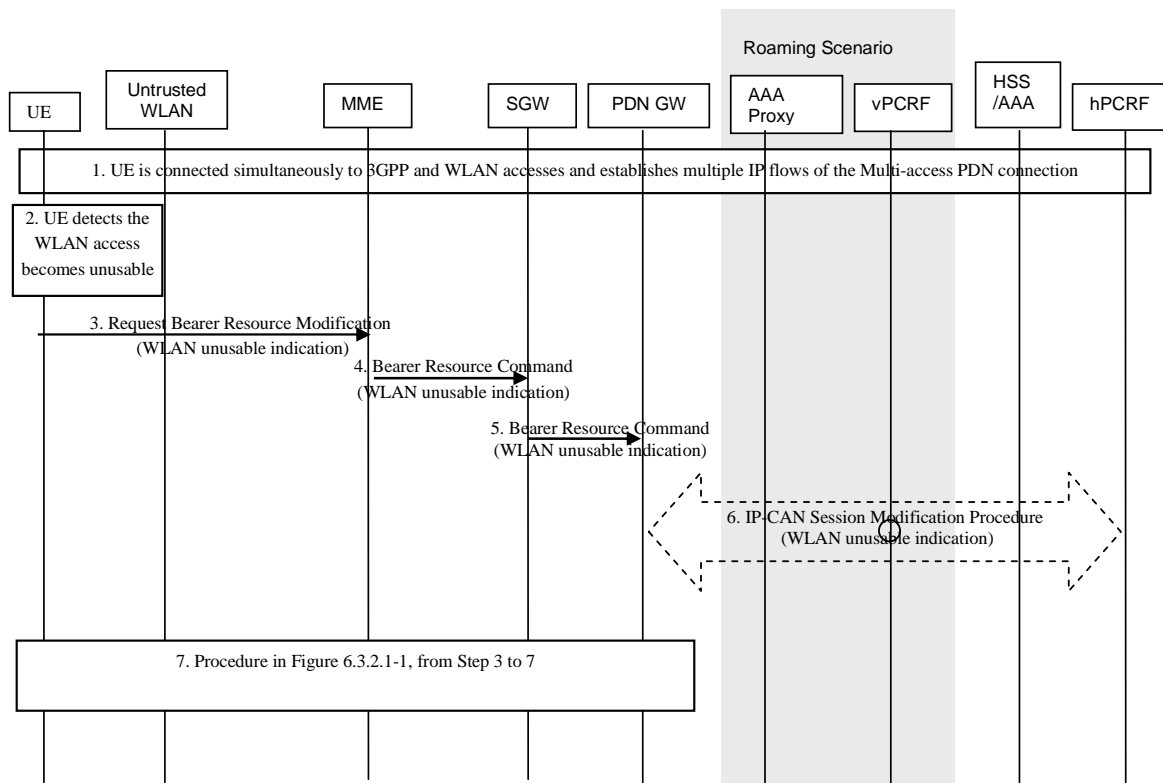 Roaming Scenario
UE
Untrusted
WLAN
MME
SGW
PDN GW
AAA
Proxy
vPCRF
HSS
/AAA
hPCRF
1. UE is connected simultaneously to 3GPP and WLAN accesses and establishes multiple IP flows of the Multi-access PDN connection
2. UE detects the
WLAN access
becomes unusable
3. Request Bearer Resource Modification
(WLAN unusable indication)
4. Bearer Resource Command
(WLAN unusable indication)
5. Bearer Resource Command
(WLAN unusable indication)
6. IP-CAN Session Modification Procedure
(WLAN unusable indication)
7. Procedure in Figure 6.3.2.1-1, from Step 3 to 7